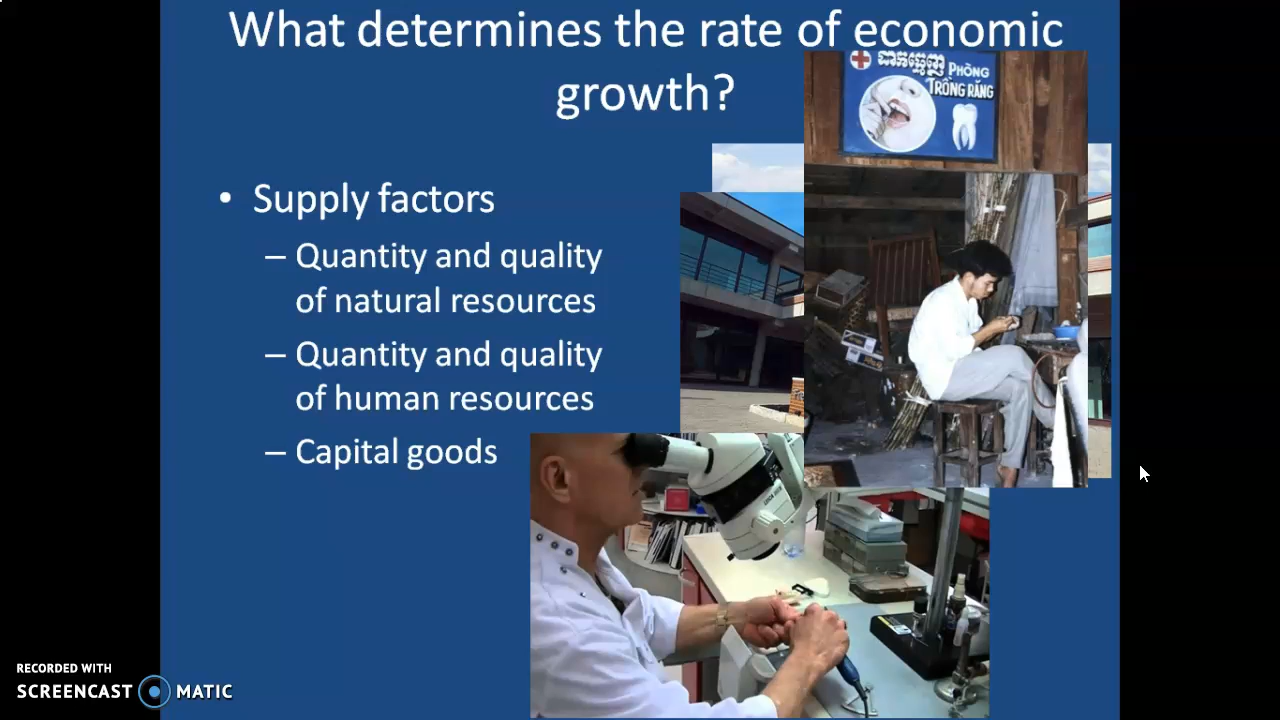 What determines the rate of economic
growth?
PHÒNG
TRỒNG RĂNG
• Supply factors
– Quantity and quality
of natural resources
– Quantity and quality
of human resources
– Capital goods
RECORDED WITH
SCREENCAST MATIC